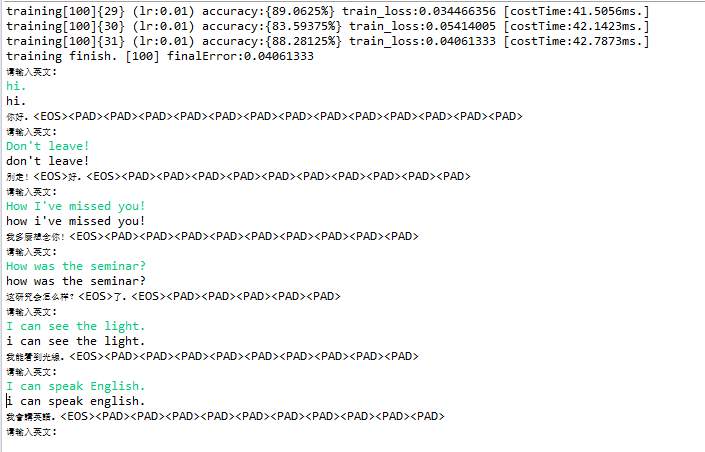 training[100]{29} (lr:0.01) accuracy:{89.0625%} train_loss:0.034466356 [costTime:41.5056ms.]
training[100]{30} (lr:0.01) accuracy:{83.59375%} train_loss:0.05414005 [costTime:42.1423ms.]
training[100]{31} (lr:0.01) accuracy:{88.28125%} train_loss:0.04061333 [costTime:42.7873ms.]
training finish. [100] finalError:0.04061333
请输入英文:
hi.
hi.
你好。<EOS><PAD><PAD><PAD><PAD><PAD><PAD><PAD><PAD><PAD><PAD><PAD><PAD><PAD>
请输入英文:
Don't leave!
don't leave!
别走！<EOS>好。<EOS><PAD><PAD><PAD><PAD><PAD><PAD><PAD><PAD><PAD><PAD>
请输入英文:
How I've missed you!
how i've missed you!
我多麼想念你！<EOS><PAD><PAD><PAD><PAD><PAD><PAD><PAD><PAD><PAD>
请输入英文:
How was the seminar?
how was the seminar?
这研究会怎么样？<EOS>了。<EOS><PAD><PAD><PAD><PAD><PAD>
请输入英文:
I can see the light.
i can see the light.
我能看到光線。<EOS><PAD><PAD><PAD><PAD><PAD><PAD><PAD><PAD><PAD>
请输入英文:
I can speak English.
i can speak english.
我會講英語。<EOS><PAD><PAD><PAD><PAD><PAD><PAD><PAD><PAD><PAD><PAD>
请输入英文: